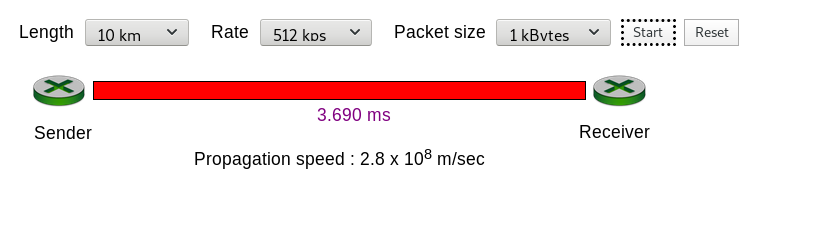 Length 10 km Rate 512 kps Packet size 1 kBytes Start Reset
3.690 ms
Sender Receiver
Propagation speed : 2.8 x 10⁸ m/sec